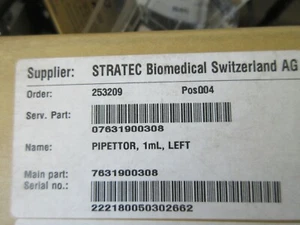 Supplier: STRATEC Biomedical Switzerland AG
Order: 253209 Pos004
Serv. Part:
07631900308
Name: PIPETTOR, 1mL, LEFT
Main part: 7631900308
Serial no.:
222180050302662